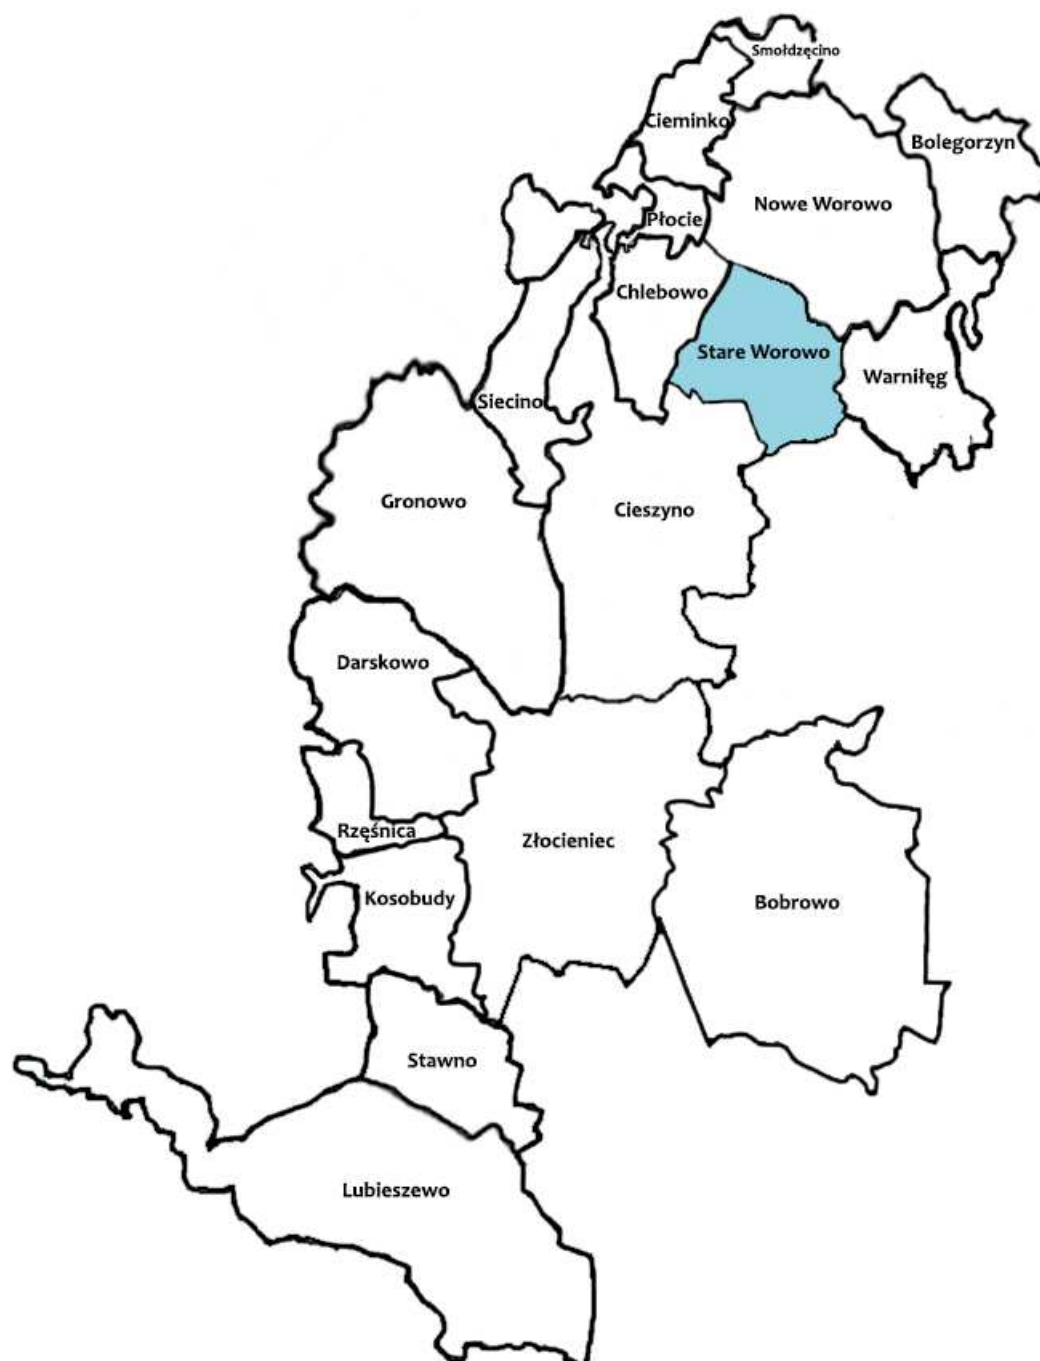 Smołdzęcino
Cieminko
Bolegorzyn
Nowe Worowo
Płocie
Chlebowo
Stare Worowo
Warniłęg
Siecino
Gronowo
Cieszyno
Darskowo
Rzęśnica
Złocieniec
Kosobudy
Bobrowo
Stawno
Lubieszewo